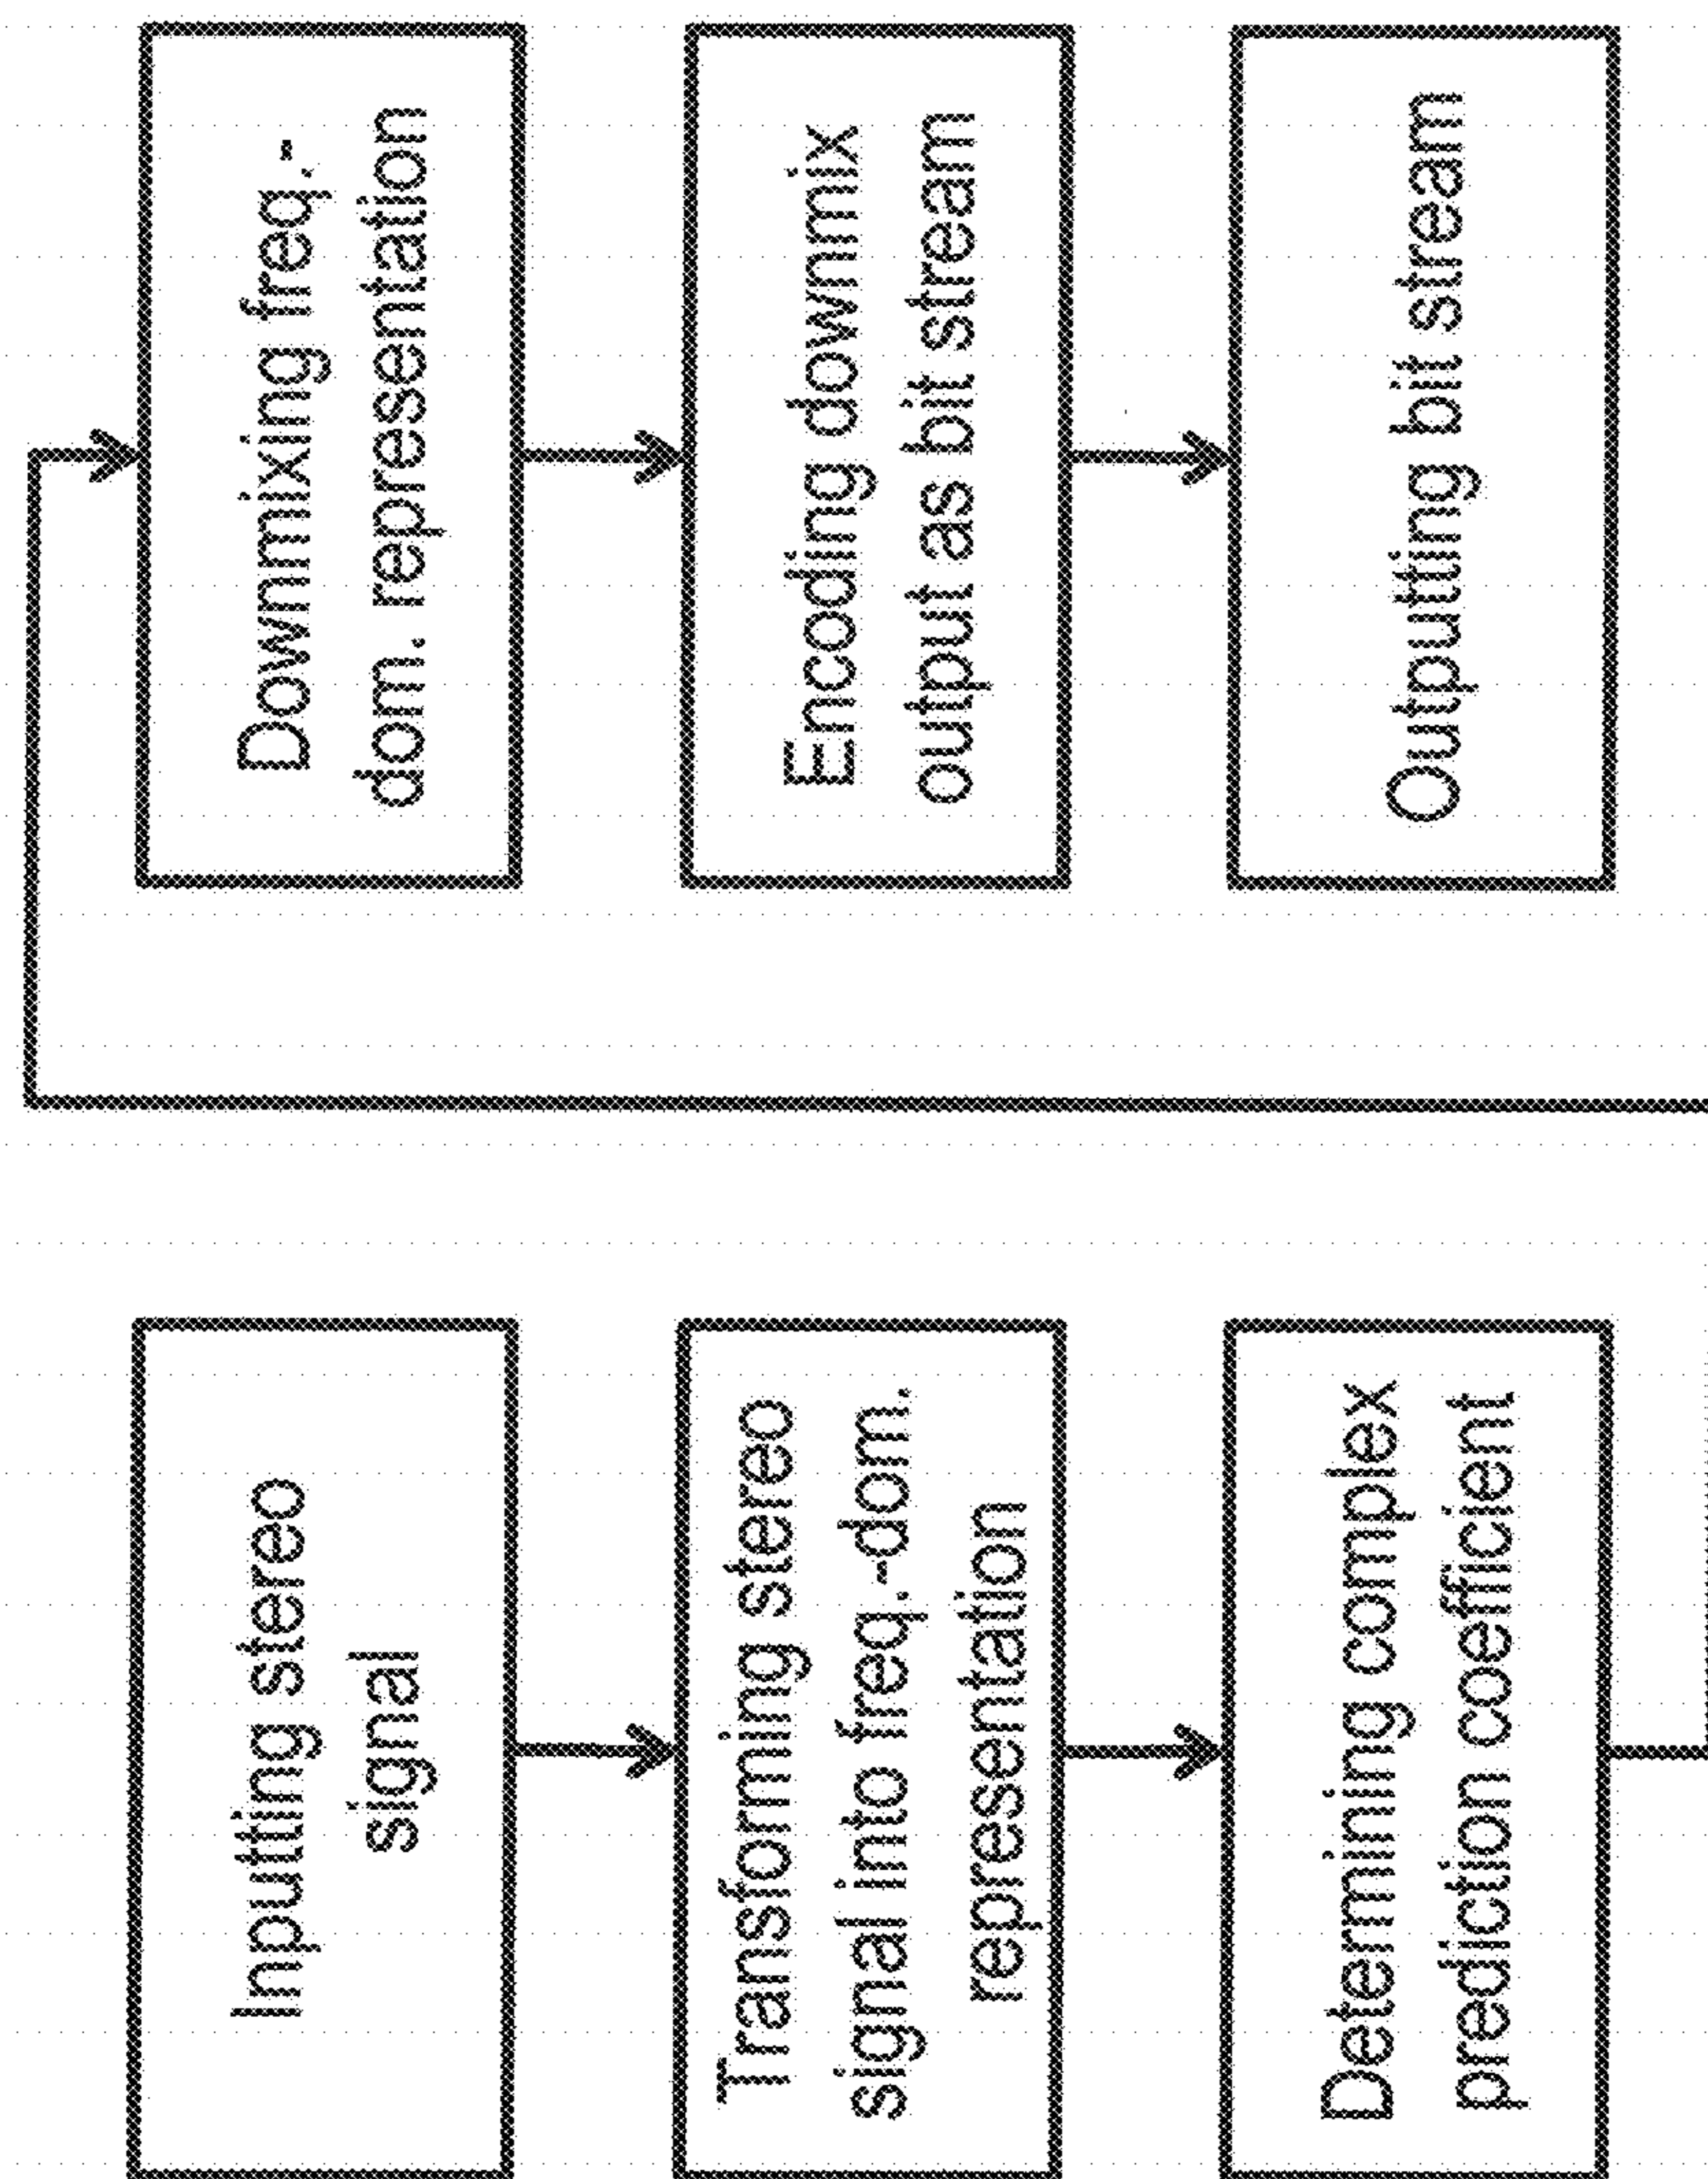 Inputting stereo
signal
Transforming stereo
signal into freq.-dom.
representation
Determining complex
prediction coefficient
Downmixing freq.-
dom. representation
Encoding downmix
output as bit stream
Outputting bit stream